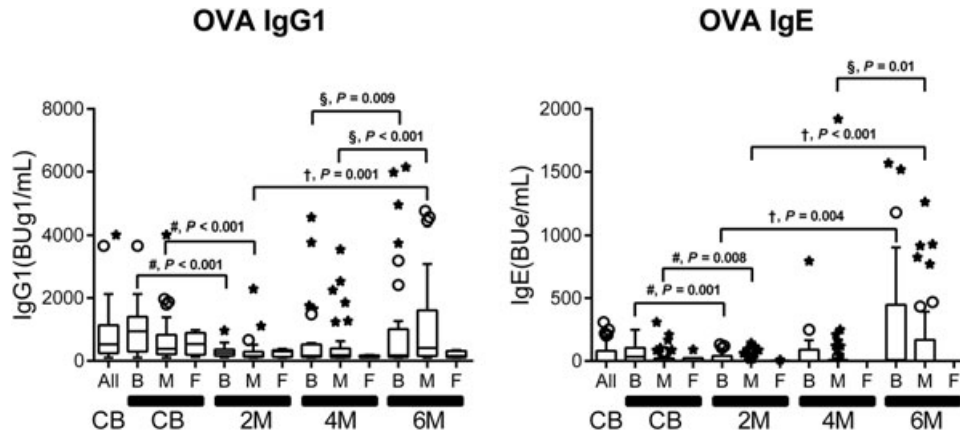 OVA IgG1
OVA IgE
§, P = 0.01
8000
§, P = 0.009
2000
§, P < 0.001
†, P < 0.001
6000
†, P = 0.001
1500
IgG1(BUg1/mL)
IgE(BUe/mL)
4000
#, P < 0.001
1000
†, P = 0.004
#, P < 0.001
#, P = 0.008
2000
500
#, P = 0.001
0
0
All B M F B M F B M F B M F
All B M F B M F B M F B M F
CB CB 2M 4M 6M
CB CB 2M 4M 6M